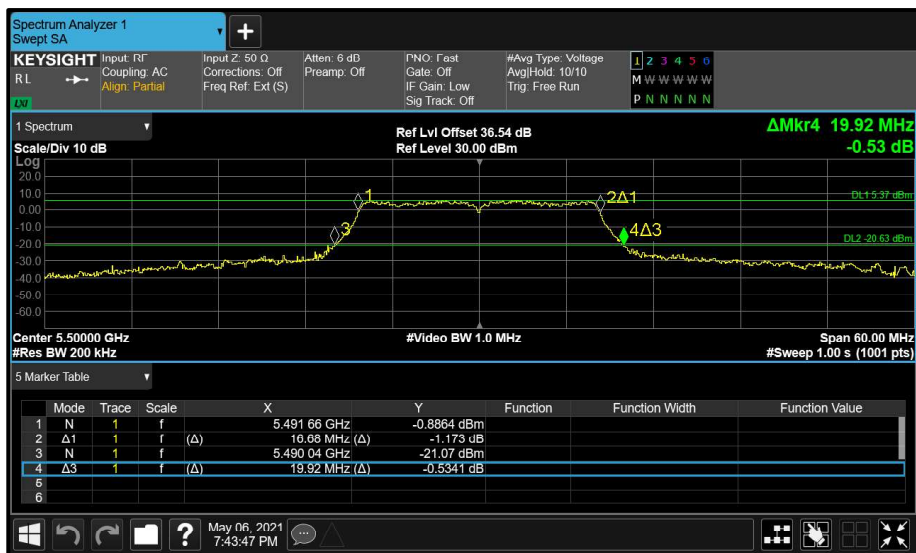 Spectrum Analyzer 1
Swept SA
KEYSIGHT Input: RF Input Z: 50 Ω Atten: 6 dB PNO: Fast #Avg Type: Voltage 1 2 3 4 5 6
RL Coupling: AC Corrections: Off Preamp: Off Gate: Off Avg|Hold: 10/10 M W W W W W
Align: Partial Freq Ref: Ext (S) IF Gain: Low Trig: Free Run
LXI Sig Track: Off P N N N N N
1 Spectrum Ref Lvl Offset 36.54 dB ΔMkr4 19.92 MHz
Scale/Div 10 dB Ref Level 30.00 dBm -0.53 dB
Log
20.0
10.0 1 2Δ1 DL1 5.37 dBm
0.00
-10.0 3 4Δ3
-20.0 DL2 -20.63 dBm
-30.0
-40.0
-50.0
-60.0
Center 5.50000 GHz #Video BW 1.0 MHz Span 60.00 MHz
#Res BW 200 kHz #Sweep 1.00 s (1001 pts)
5 Marker Table
Mode Trace Scale X Y Function Function Width Function Value
1 N 1 f 5.491 66 GHz -0.8864 dBm
2 Δ1 1 f (Δ) 16.68 MHz (Δ) -1.173 dB
3 N 1 f 5.490 04 GHz -21.07 dBm
4 Δ3 1 f (Δ) 19.92 MHz (Δ) -0.5341 dB
5
6
? May 06, 2021
7:43:47 PM